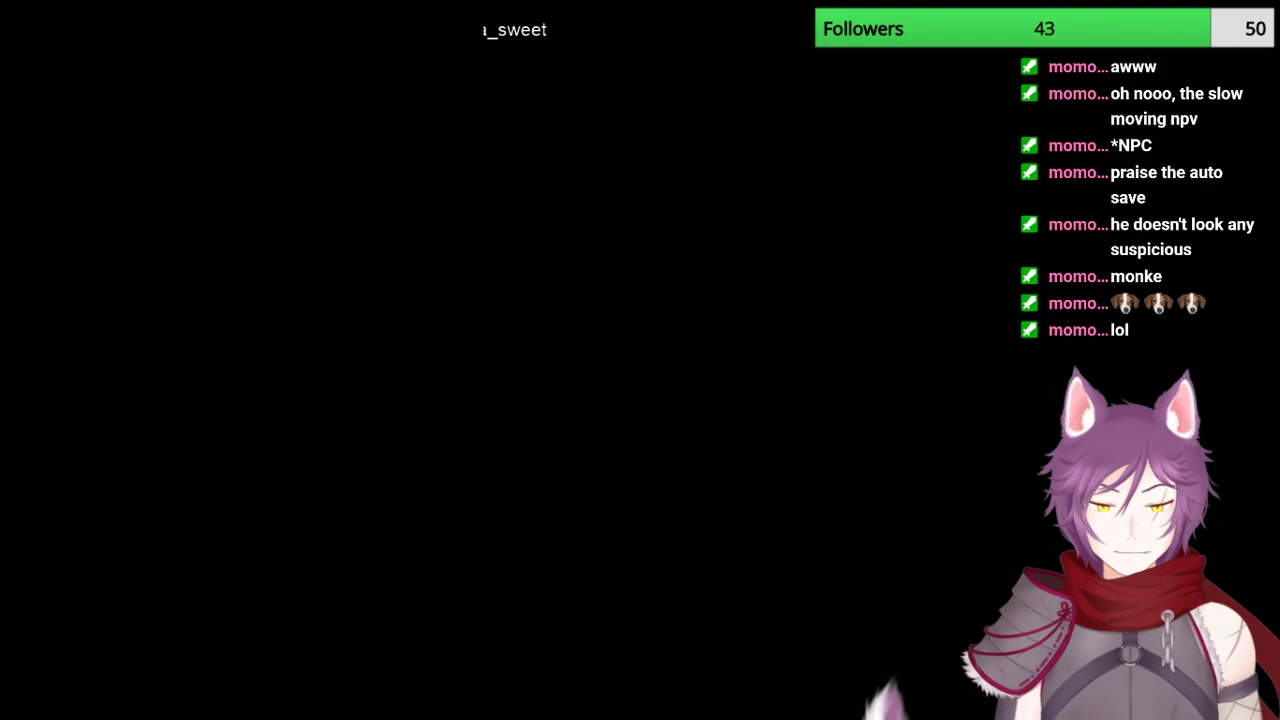 a_sweet
Followers 43 50
momo... awww
momo... oh nooo, the slow
moving npv
momo... *NPC
momo... praise the auto
save
momo... he doesn't look any
suspicious
momo... monke
momo...
momo... lol